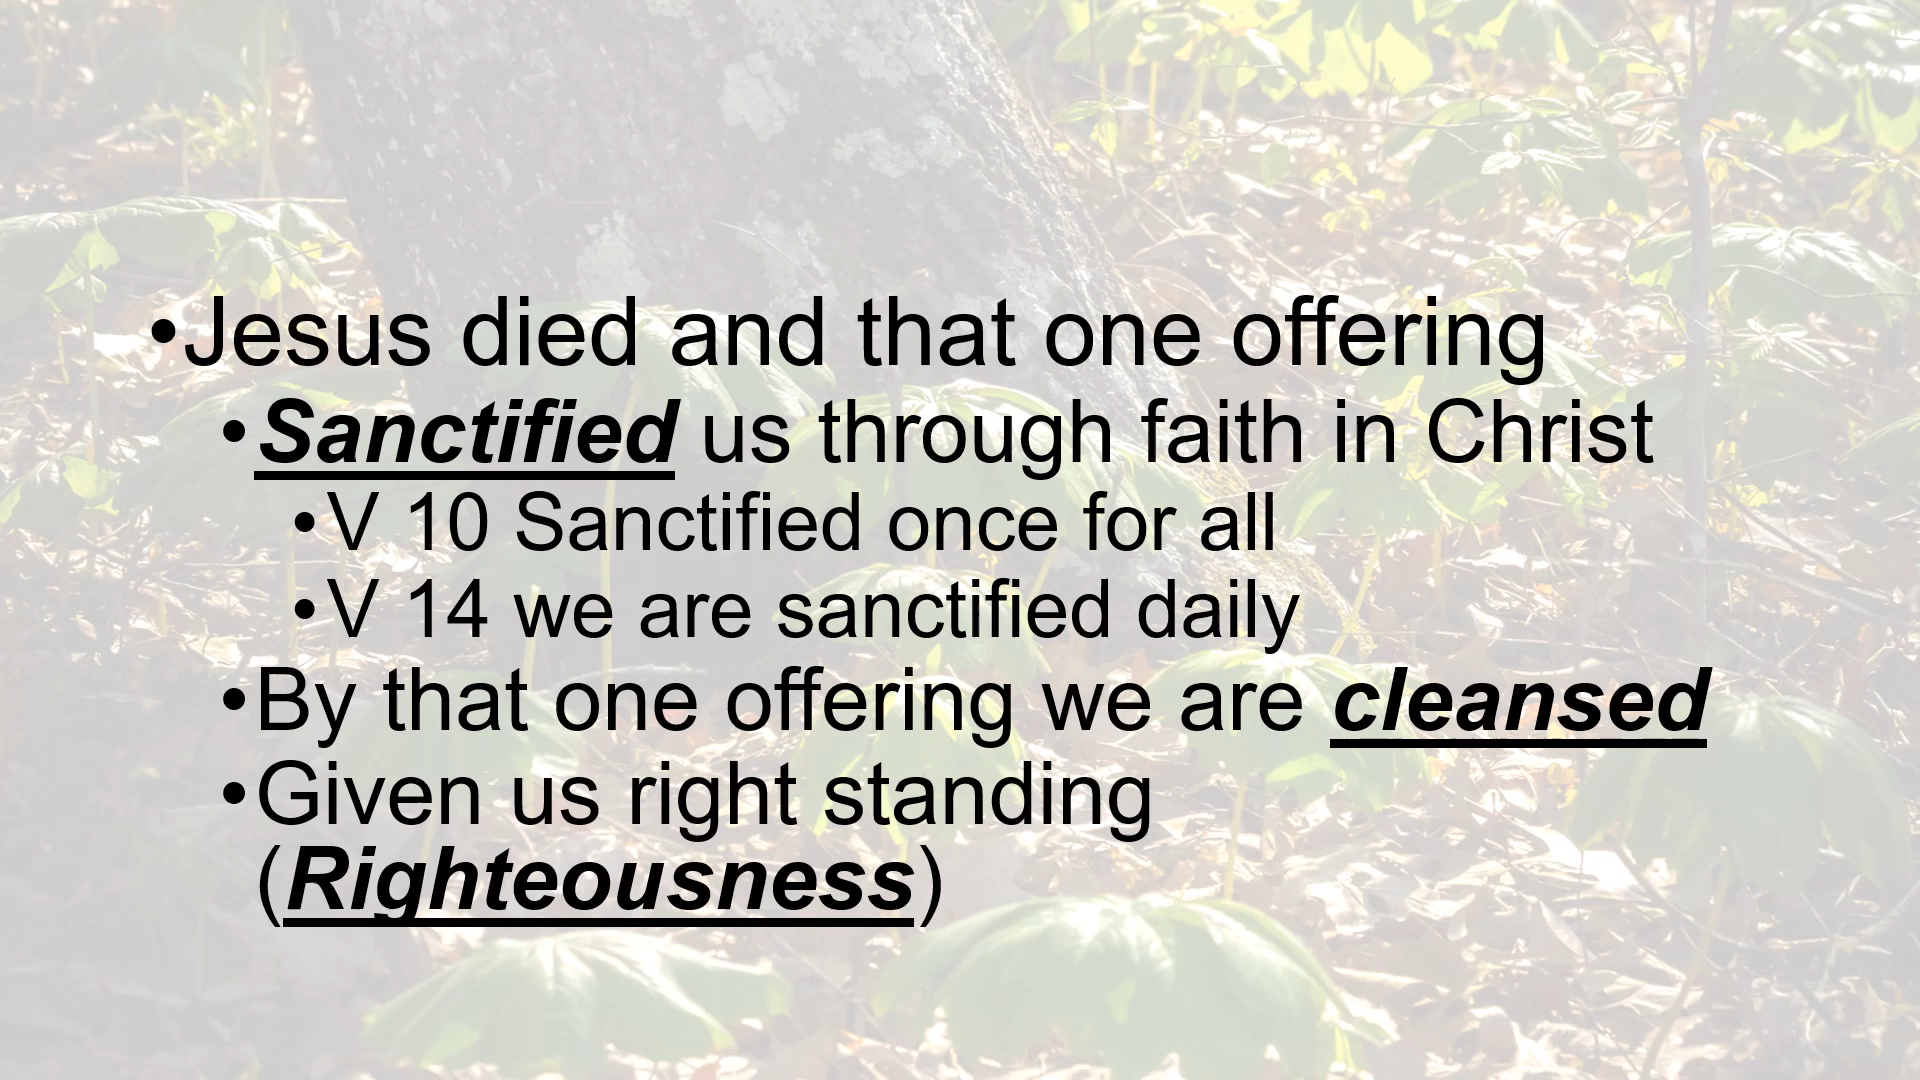 •Jesus died and that one offering
•Sanctified us through faith in Christ
•V 10 Sanctified once for all
•V 14 we are sanctified daily
•By that one offering we are cleansed
•Given us right standing
(Righteousness)